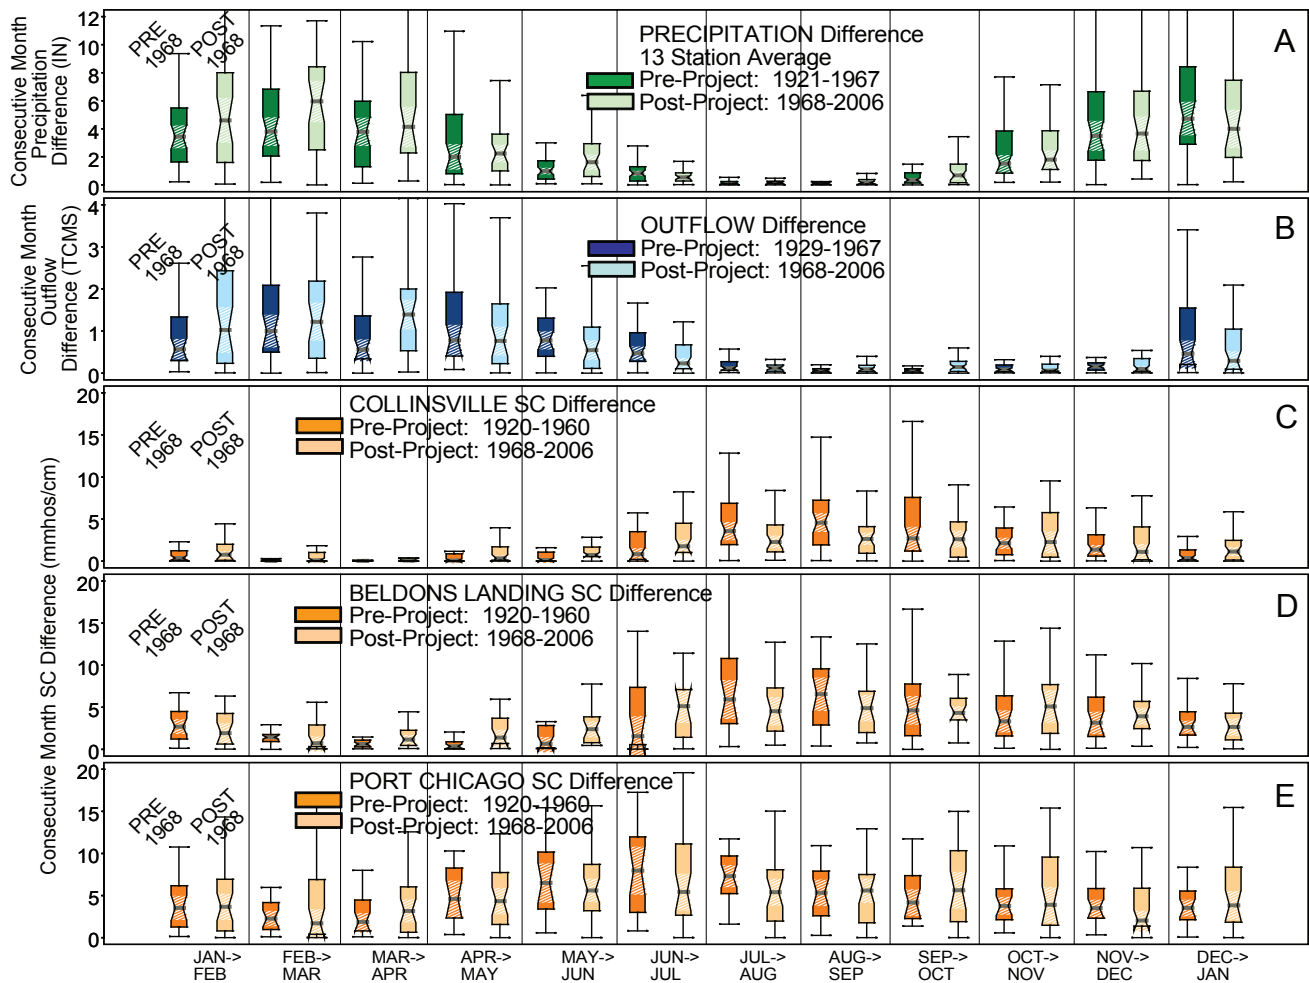 Consecutive Month
Precipitation
Difference (IN)
12
10
8
6
4
2
0
PRE
1968
POST
1968
PRECIPITATION Difference
13 Station Average
Pre-Project: 1921-1967
Post-Project: 1968-2006
A
Consecutive Month
Outflow
Difference (TCMS)
4
3
2
1
0
PRE
1968
POST
1968
OUTFLOW Difference
Pre-Project: 1929-1967
Post-Project: 1968-2006
B
Consecutive Month SC Difference (mmhos/cm)
20
15
10
5
0
PRE
1968
POST
1968
COLLINSVILLE SC Difference
Pre-Project: 1920-1960
Post-Project: 1968-2006
C
20
15
10
5
0
PRE
1968
POST
1968
BELDONS LANDING SC Difference
Pre-Project: 1920-1960
Post-Project: 1968-2006
D
20
15
10
5
0
PRE
1968
POST
1968
PORT CHICAGO SC Difference
Pre-Project: 1920-1960
Post-Project: 1968-2006
E
JAN->
FEB
FEB->
MAR
MAR->
APR
APR->
MAY
MAY->
JUN
JUN->
JUL
JUL->
AUG
AUG->
SEP
SEP->
OCT
OCT->
NOV
NOV->
DEC
DEC->
JAN